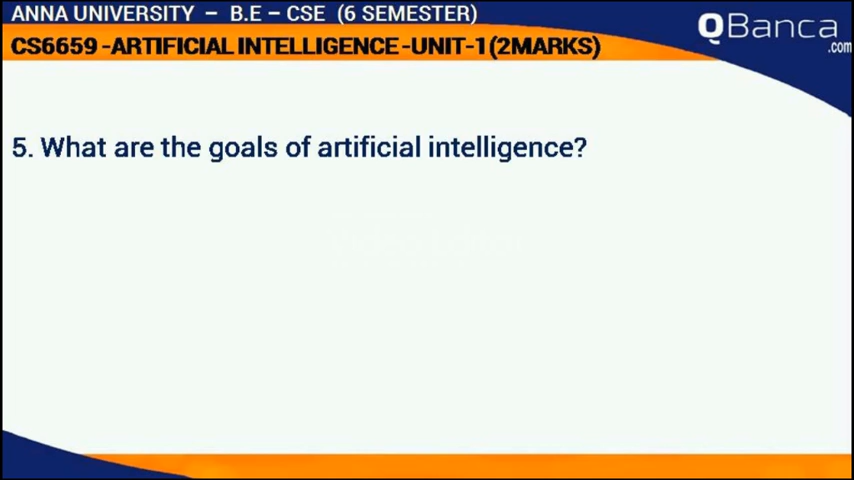 ANNA UNIVERSITY – B.E – CSE (6 SEMESTER)
QBanca
.com
CS6659 -ARTIFICIAL INTELLIGENCE -UNIT-1(2MARKS)
5. What are the goals of artificial intelligence?